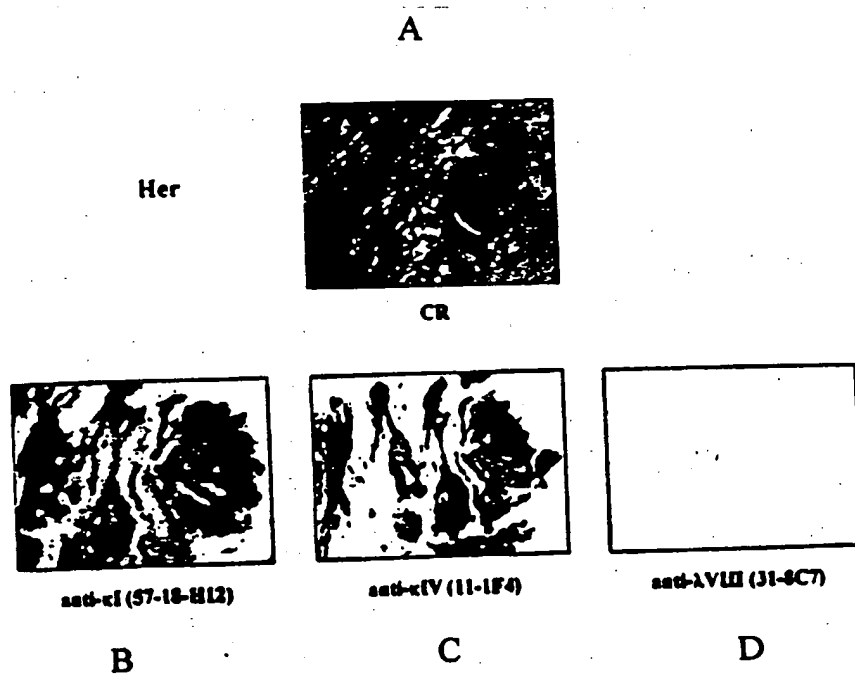 A
Her
CR
anti-κI (57-18-H12)
anti-κIV (11-1F4)
anti-λVIII (31-8C7)
B
C
D